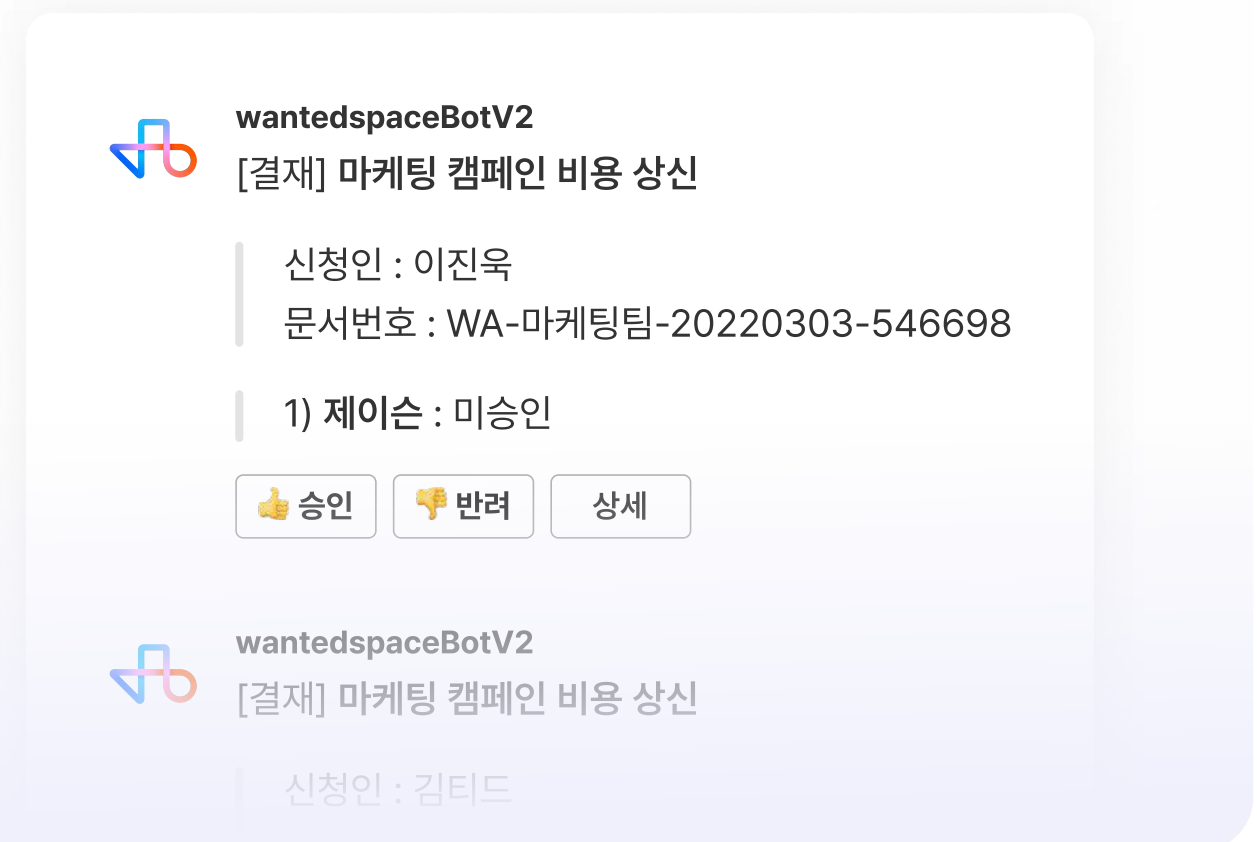 wantedspaceBotV2
[결재] 마케팅 캠페인 비용 상신
신청인 : 이진욱
문서번호 : WA-마케팅팀-20220303-546698
1) 제이슨 : 미승인
👍 승인
👎 반려
상세
wantedspaceBotV2
[결재] 마케팅 캠페인 비용 상신
신청인 : 김티드